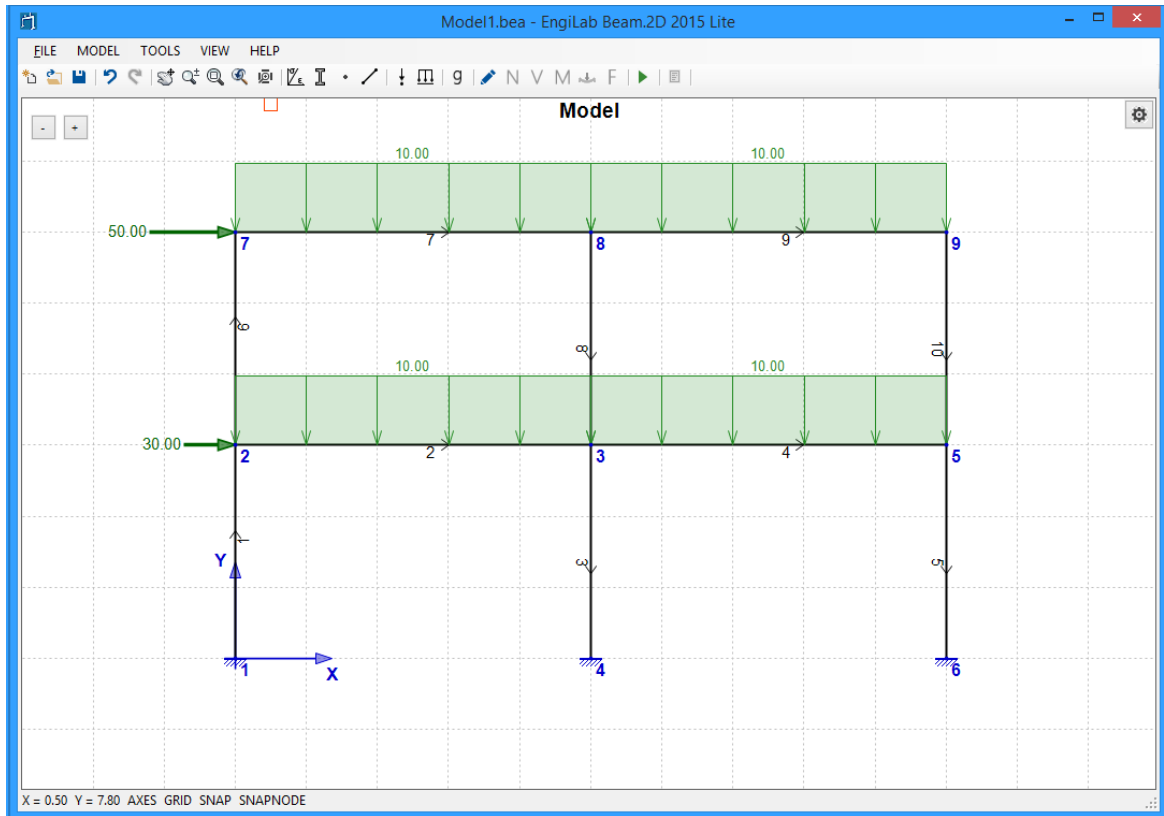 Model1.bea - EngiLab Beam.2D 2015 Lite
FILE MODEL TOOLS VIEW HELP
g N V M F
Model
- +
10.00 10.00
50.00
7 7 8 9 9
6 8 10
10.00 10.00
30.00
2 2 3 4 5
1 3 5
Y
X
1 4 6
X = 0.50 Y = 7.80 AXES GRID SNAP SNAPNODE